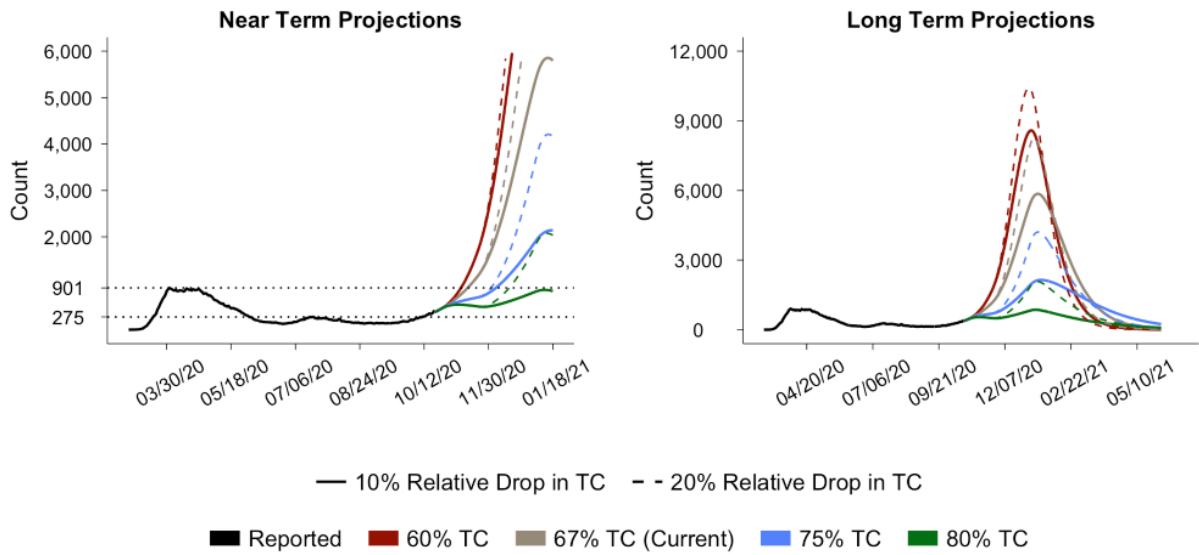 Near Term Projections
Count
6,000
5,000
4,000
3,000
2,000
901
275
03/30/20
05/18/20
07/06/20
08/24/20
10/12/20
11/30/20
01/18/21
Long Term Projections
Count
12,000
9,000
6,000
3,000
0
04/20/20
07/06/20
09/21/20
12/07/20
02/22/21
05/10/21
10% Relative Drop in TC
20% Relative Drop in TC
Reported
60% TC
67% TC (Current)
75% TC
80% TC